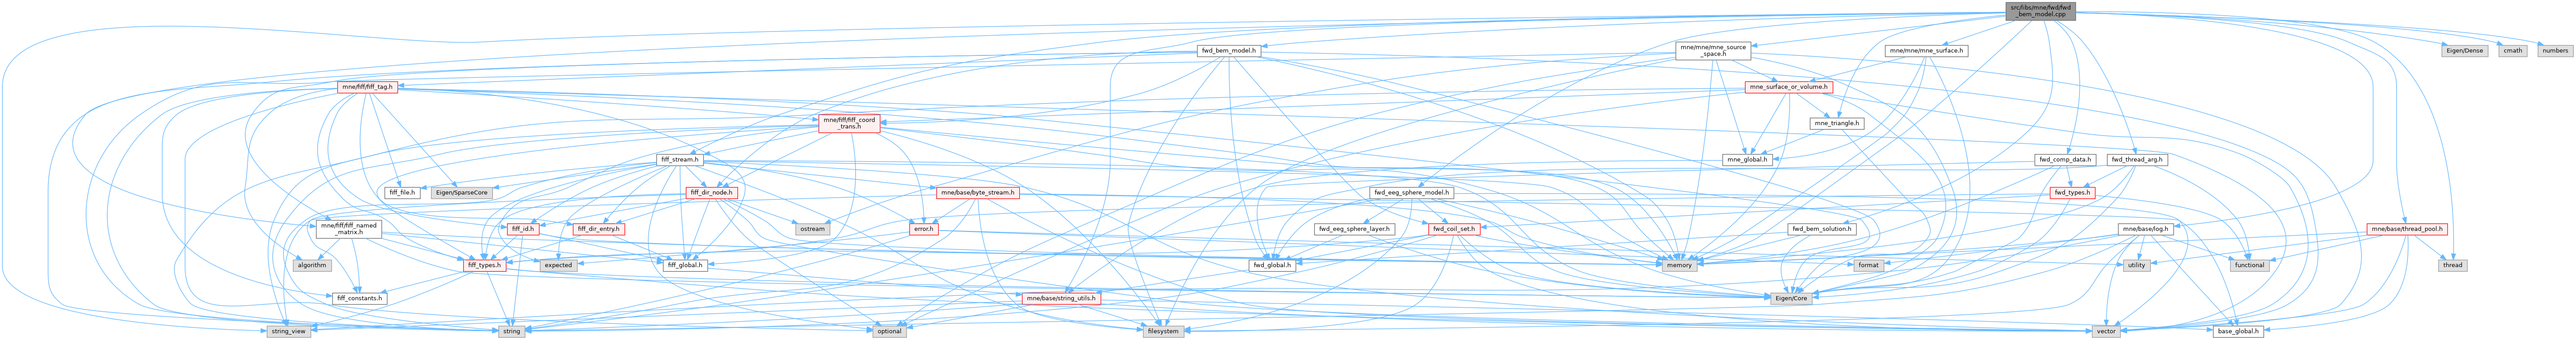 src/libs/mne/fwd/fwd
_bem_model.cpp
fwd_bem_model.h
mne/mne/mne_source
_space.h
mne/mne/mne_surface.h
Eigen/Dense
cmath
numbers
mne/fiff/fiff_tag.h
mne_surface_or_volume.h
mne/fiff/fiff_coord
_trans.h
mne_triangle.h
fiff_stream.h
mne_global.h
fwd_comp_data.h
fwd_thread_arg.h
fiff_file.h
Eigen/SparseCore
fiff_dir_node.h
mne/base/byte_stream.h
fwd_eeg_sphere_model.h
fwd_types.h
mne/fiff/fiff_named
_matrix.h
fiff_id.h
fiff_dir_entry.h
ostream
error.h
fwd_eeg_sphere_layer.h
fwd_coil_set.h
fwd_bem_solution.h
mne/base/log.h
mne/base/thread_pool.h
algorithm
fiff_types.h
expected
fiff_global.h
fwd_global.h
memory
format
utility
functional
thread
fiff_constants.h
mne/base/string_utils.h
Eigen/Core
string_view
string
optional
filesystem
vector
base_global.h